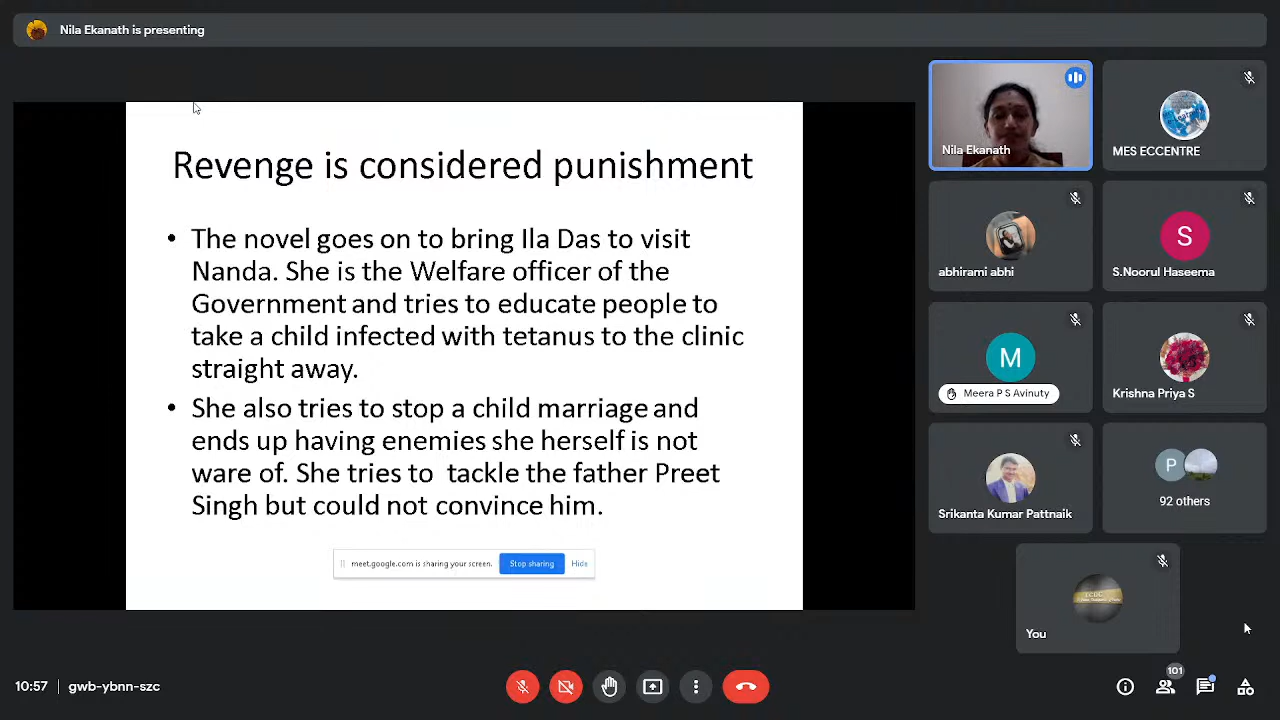 Nila Ekanath is presenting
Revenge is considered punishment
• The novel goes on to bring Ila Das to visit
Nanda. She is the Welfare officer of the
Government and tries to educate people to
take a child infected with tetanus to the clinic
straight away.
• She also tries to stop a child marriage and
ends up having enemies she herself is not
ware of. She tries to tackle the father Preet
Singh but could not convince him.
meet.google.com is sharing your screen. Stop sharing Hide
Nila Ekanath
MES ECCENTRE
abhirami abhi
S
S.Noorul Haseema
M
Meera P S Avinuty
Krishna Priya S
Srikanta Kumar Pattnaik
P
92 others
You
10:57 | gwb-ybnn-szc
101